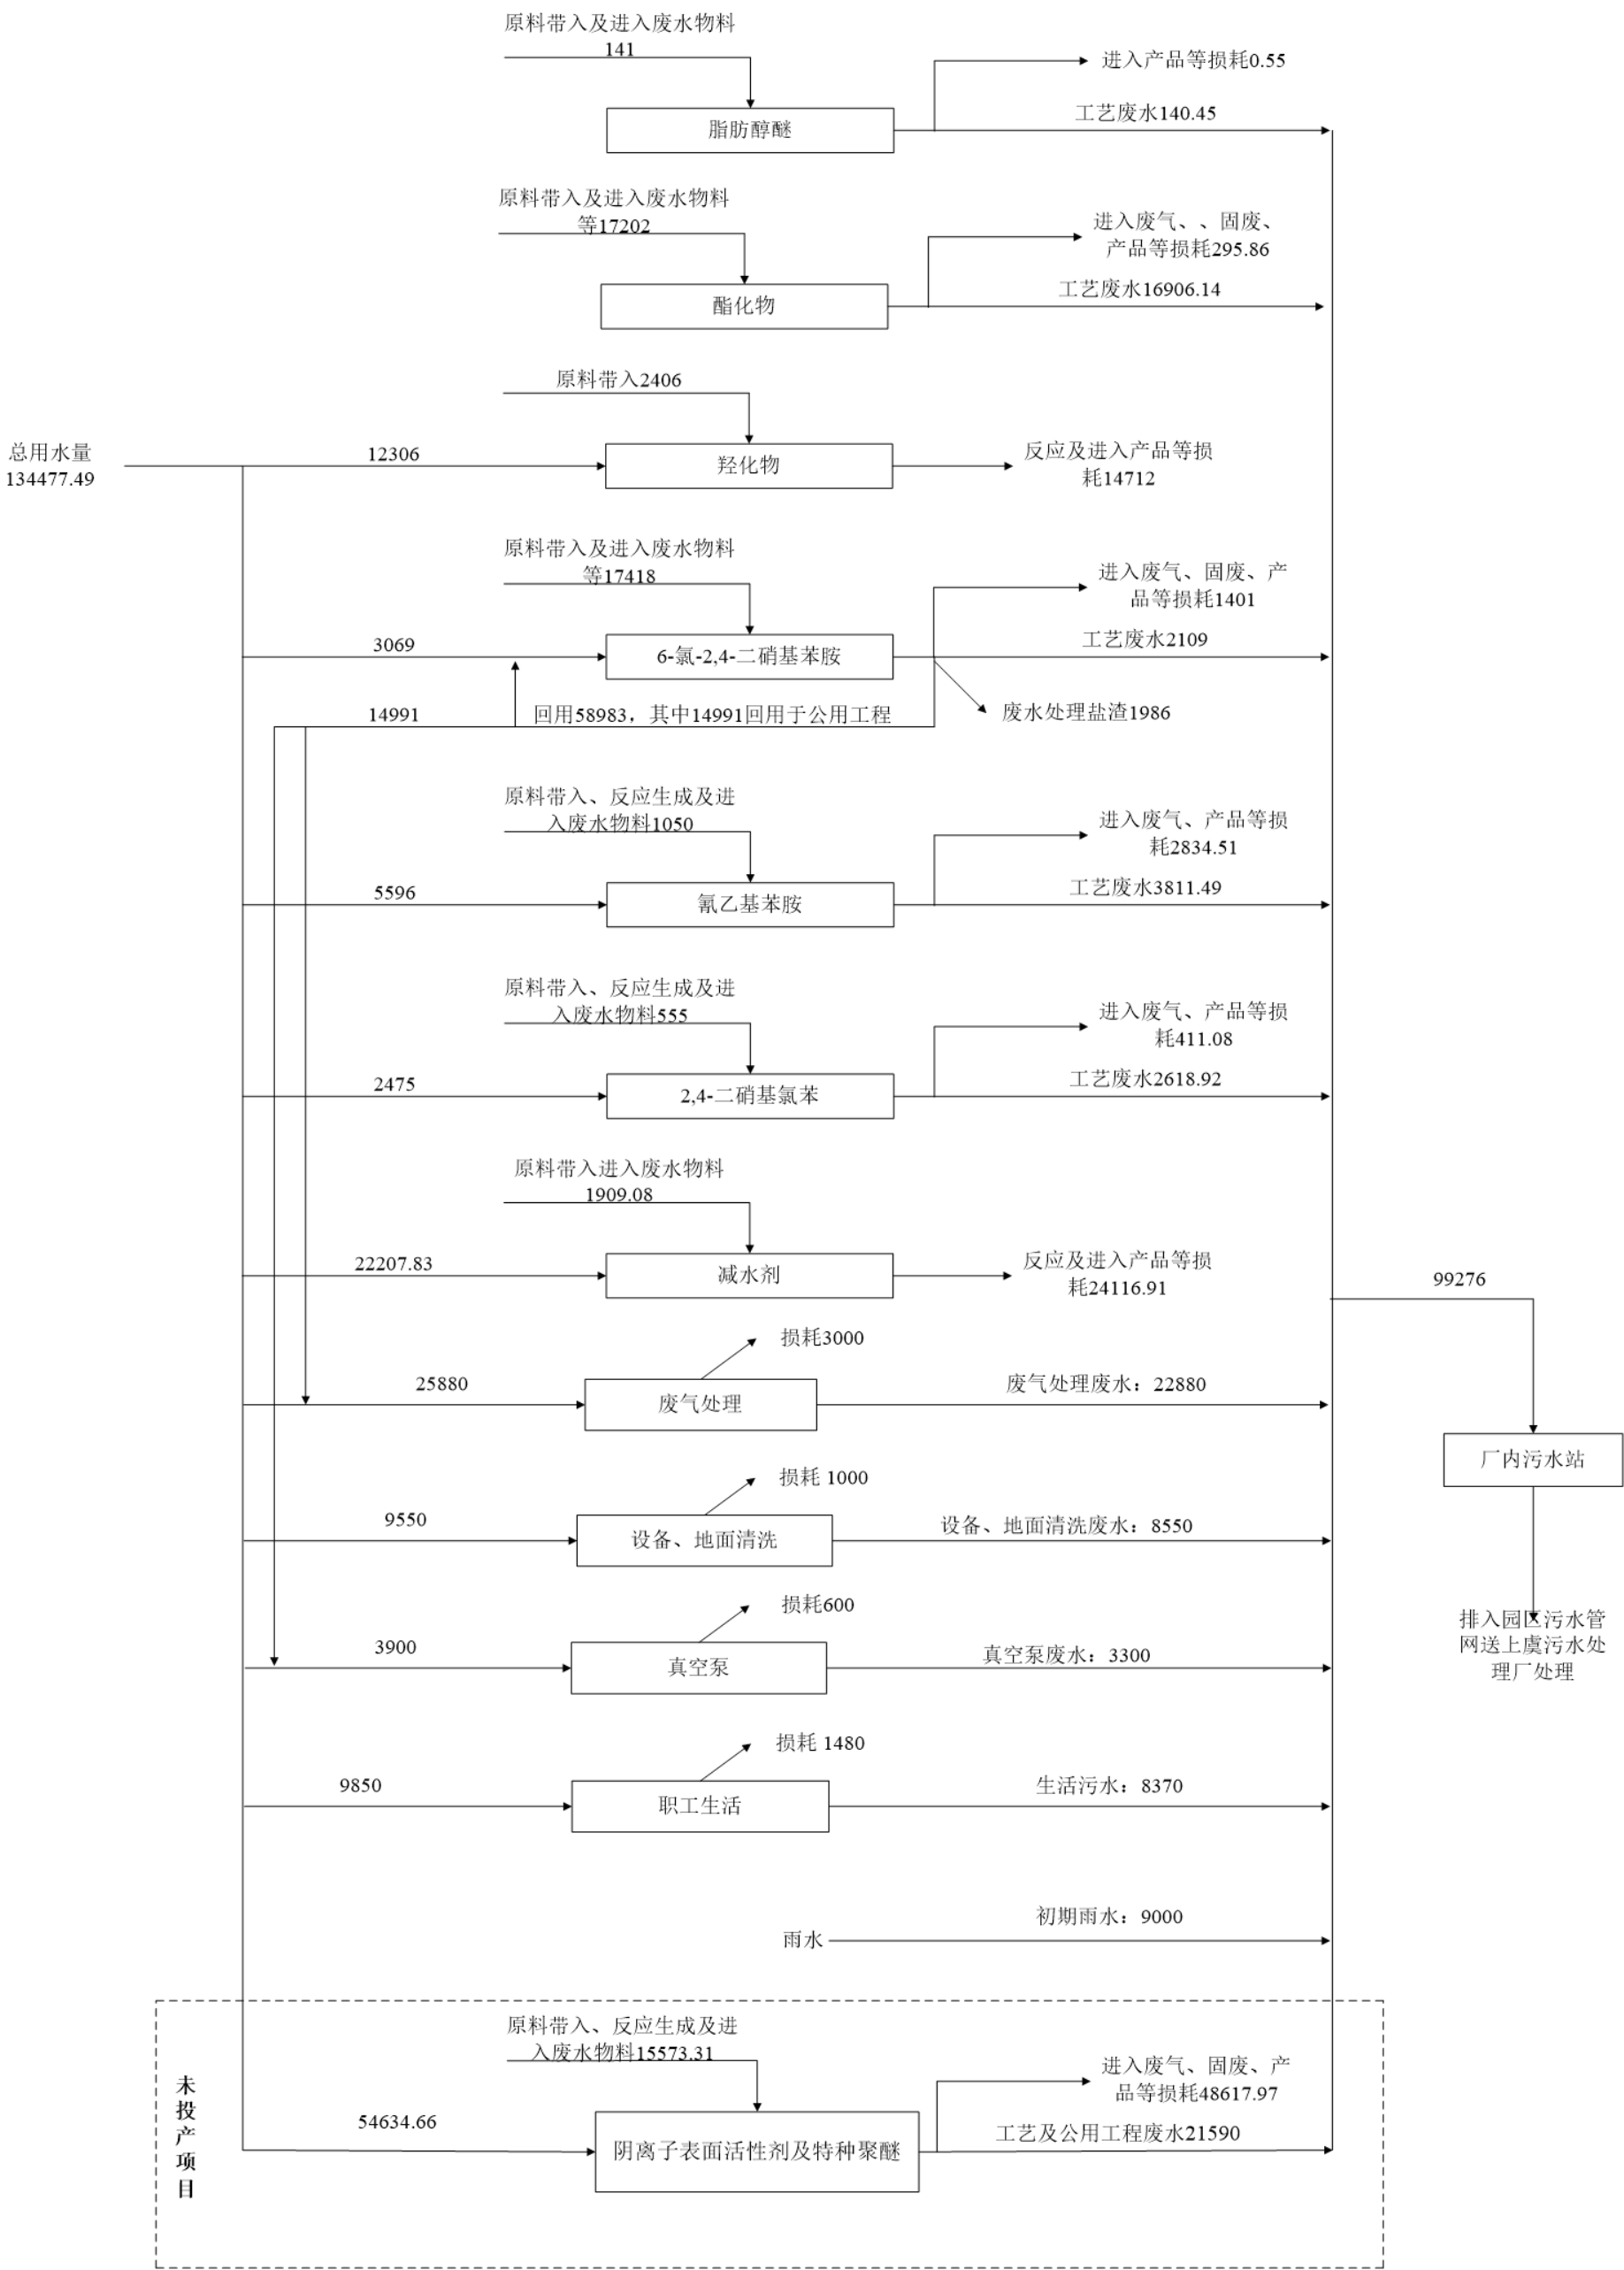 原料带入及进入废水物料
141
进入产品等损耗0.55
工艺废水140.45
脂肪醇醚
原料带入及进入废水物料
等17202
进入废气、、固废、
产品等损耗295.86
工艺废水16906.14
酯化物
原料带入2406
总用水量
134477.49
12306
羟化物
反应及进入产品等损
耗14712
原料带入及进入废水物料
等17418
进入废气、固废、产
品等损耗1401
3069
6-氯-2,4-二硝基苯胺
工艺废水2109
14991
回用58983，其中14991回用于公用工程
废水处理盐渣1986
原料带入、反应生成及进
入废水物料1050
进入废气、产品等损
耗2834.51
5596
氰乙基苯胺
工艺废水3811.49
原料带入、反应生成及进
入废水物料555
进入废气、产品等损
耗411.08
2475
2,4-二硝基氯苯
工艺废水2618.92
原料带入进入废水物料
1909.08
22207.83
减水剂
反应及进入产品等损
耗24116.91
99276
损耗3000
25880
废气处理
废气处理废水：22880
厂内污水站
损耗 1000
9550
设备、地面清洗
设备、地面清洗废水：8550
损耗600
3900
真空泵
真空泵废水：3300
排入园区污水管
网送上虞污水处
理厂处理
损耗 1480
9850
职工生活
生活污水：8370
初期雨水：9000
雨水
未投产项目
原料带入、反应生成及进
入废水物料15573.31
进入废气、固废、产
品等损耗48617.97
54634.66
阴离子表面活性剂及特种聚醚
工艺及公用工程废水21590